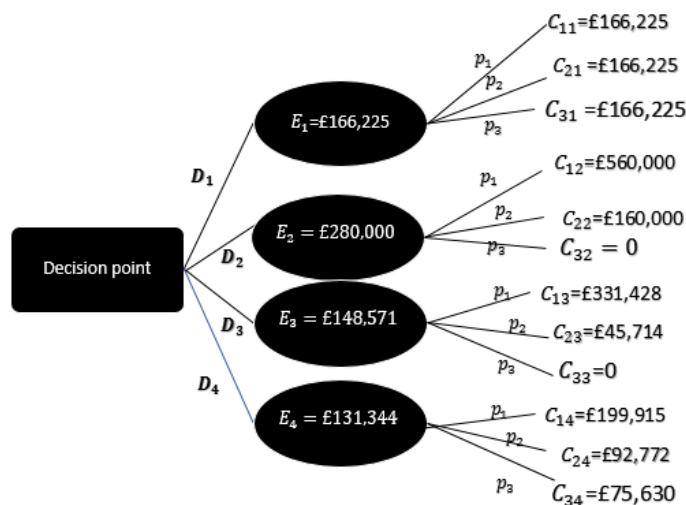 Decision point
D₁
D₂
D₃
D₄
E₁=£166,225
E₂ = £280,000
E₃ = £148,571
E₄ = £131,344
p₁
p₂
p₃
C₁₁=£166,225
C₂₁=£166,225
C₃₁=£166,225
p₁
p₂
p₃
C₁₂=£560,000
C₂₂=£160,000
C₃₂ = 0
p₁
p₂
p₃
C₁₃=£331,428
C₂₃=£45,714
C₃₃=0
p₁
p₂
p₃
C₁₄=£199,915
C₂₄=£92,772
C₃₄=£75,630